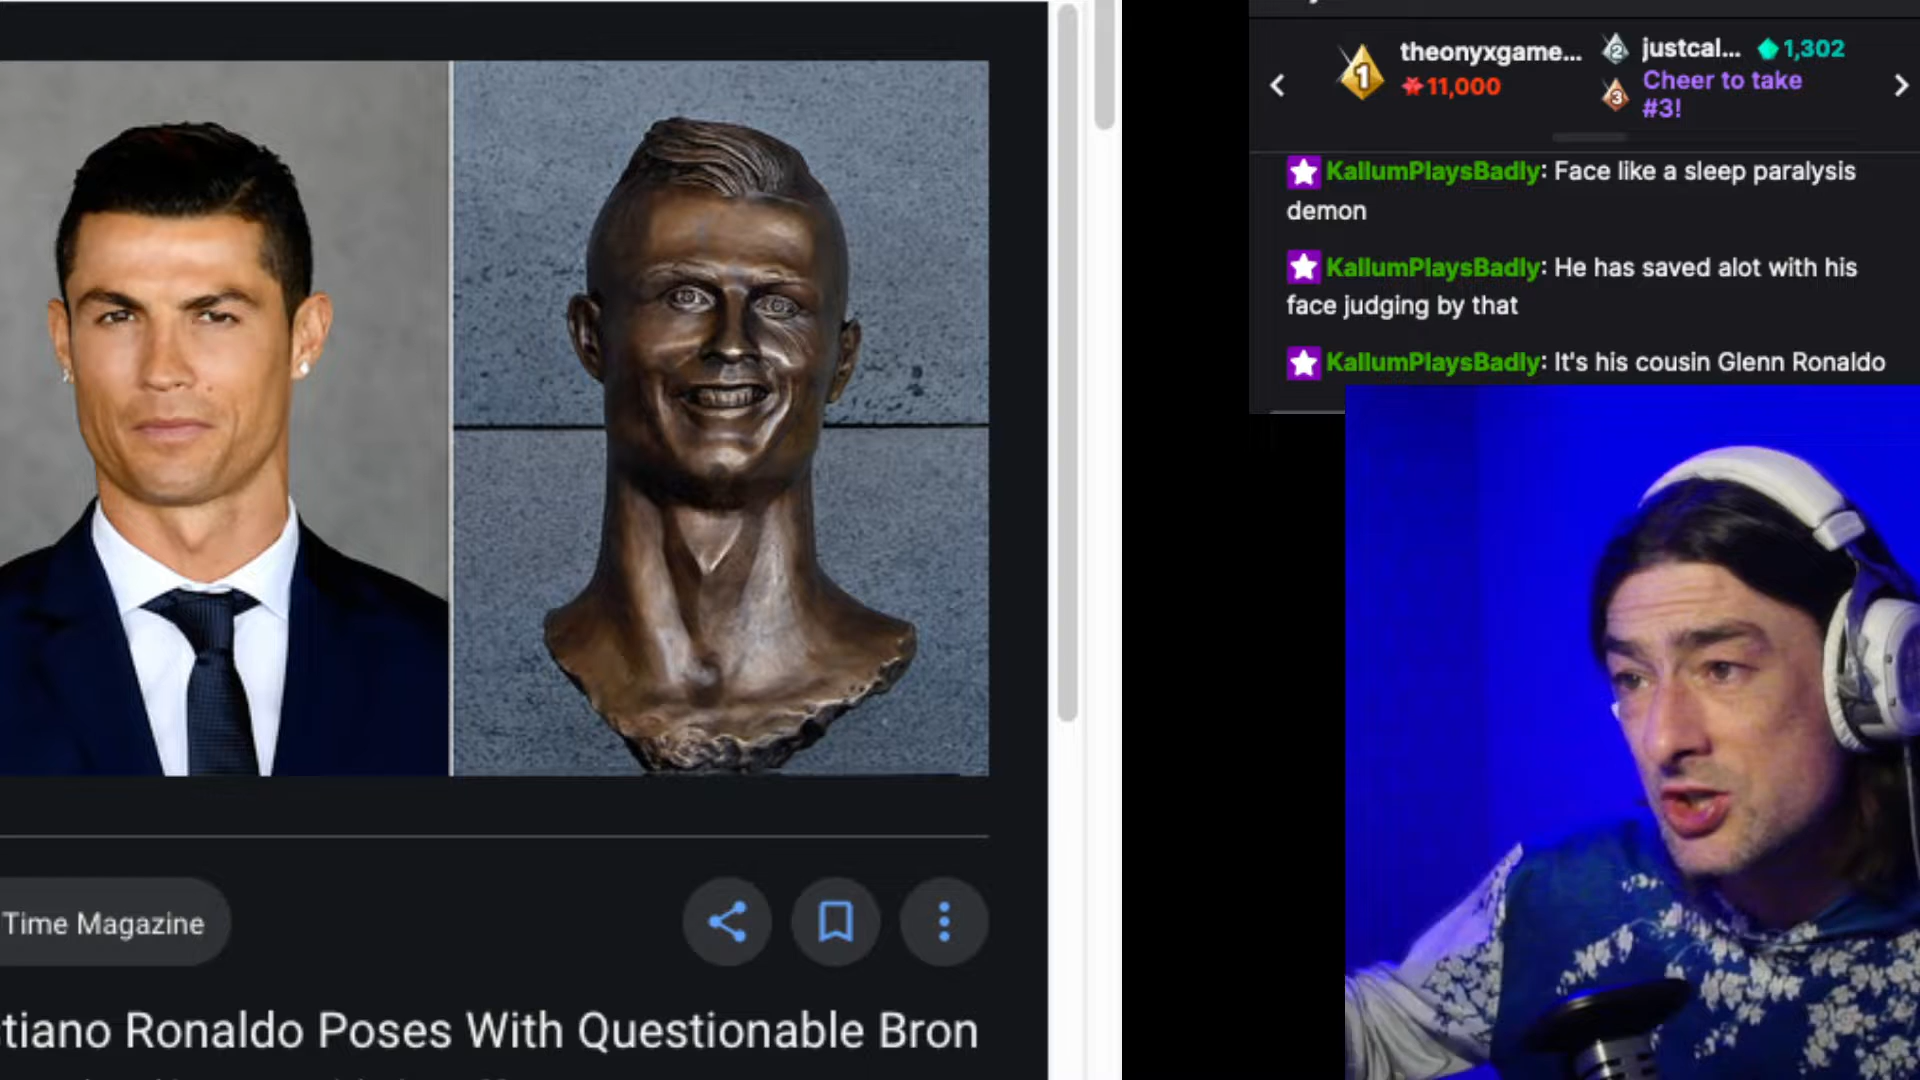 theonyxgame...
11,000
justcal... 1,302
Cheer to take
#3!
KallumPlaysBadly: Face like a sleep paralysis
demon
KallumPlaysBadly: He has saved alot with his
face judging by that
KallumPlaysBadly: It's his cousin Glenn Ronaldo
Time Magazine
tiano Ronaldo Poses With Questionable Bron